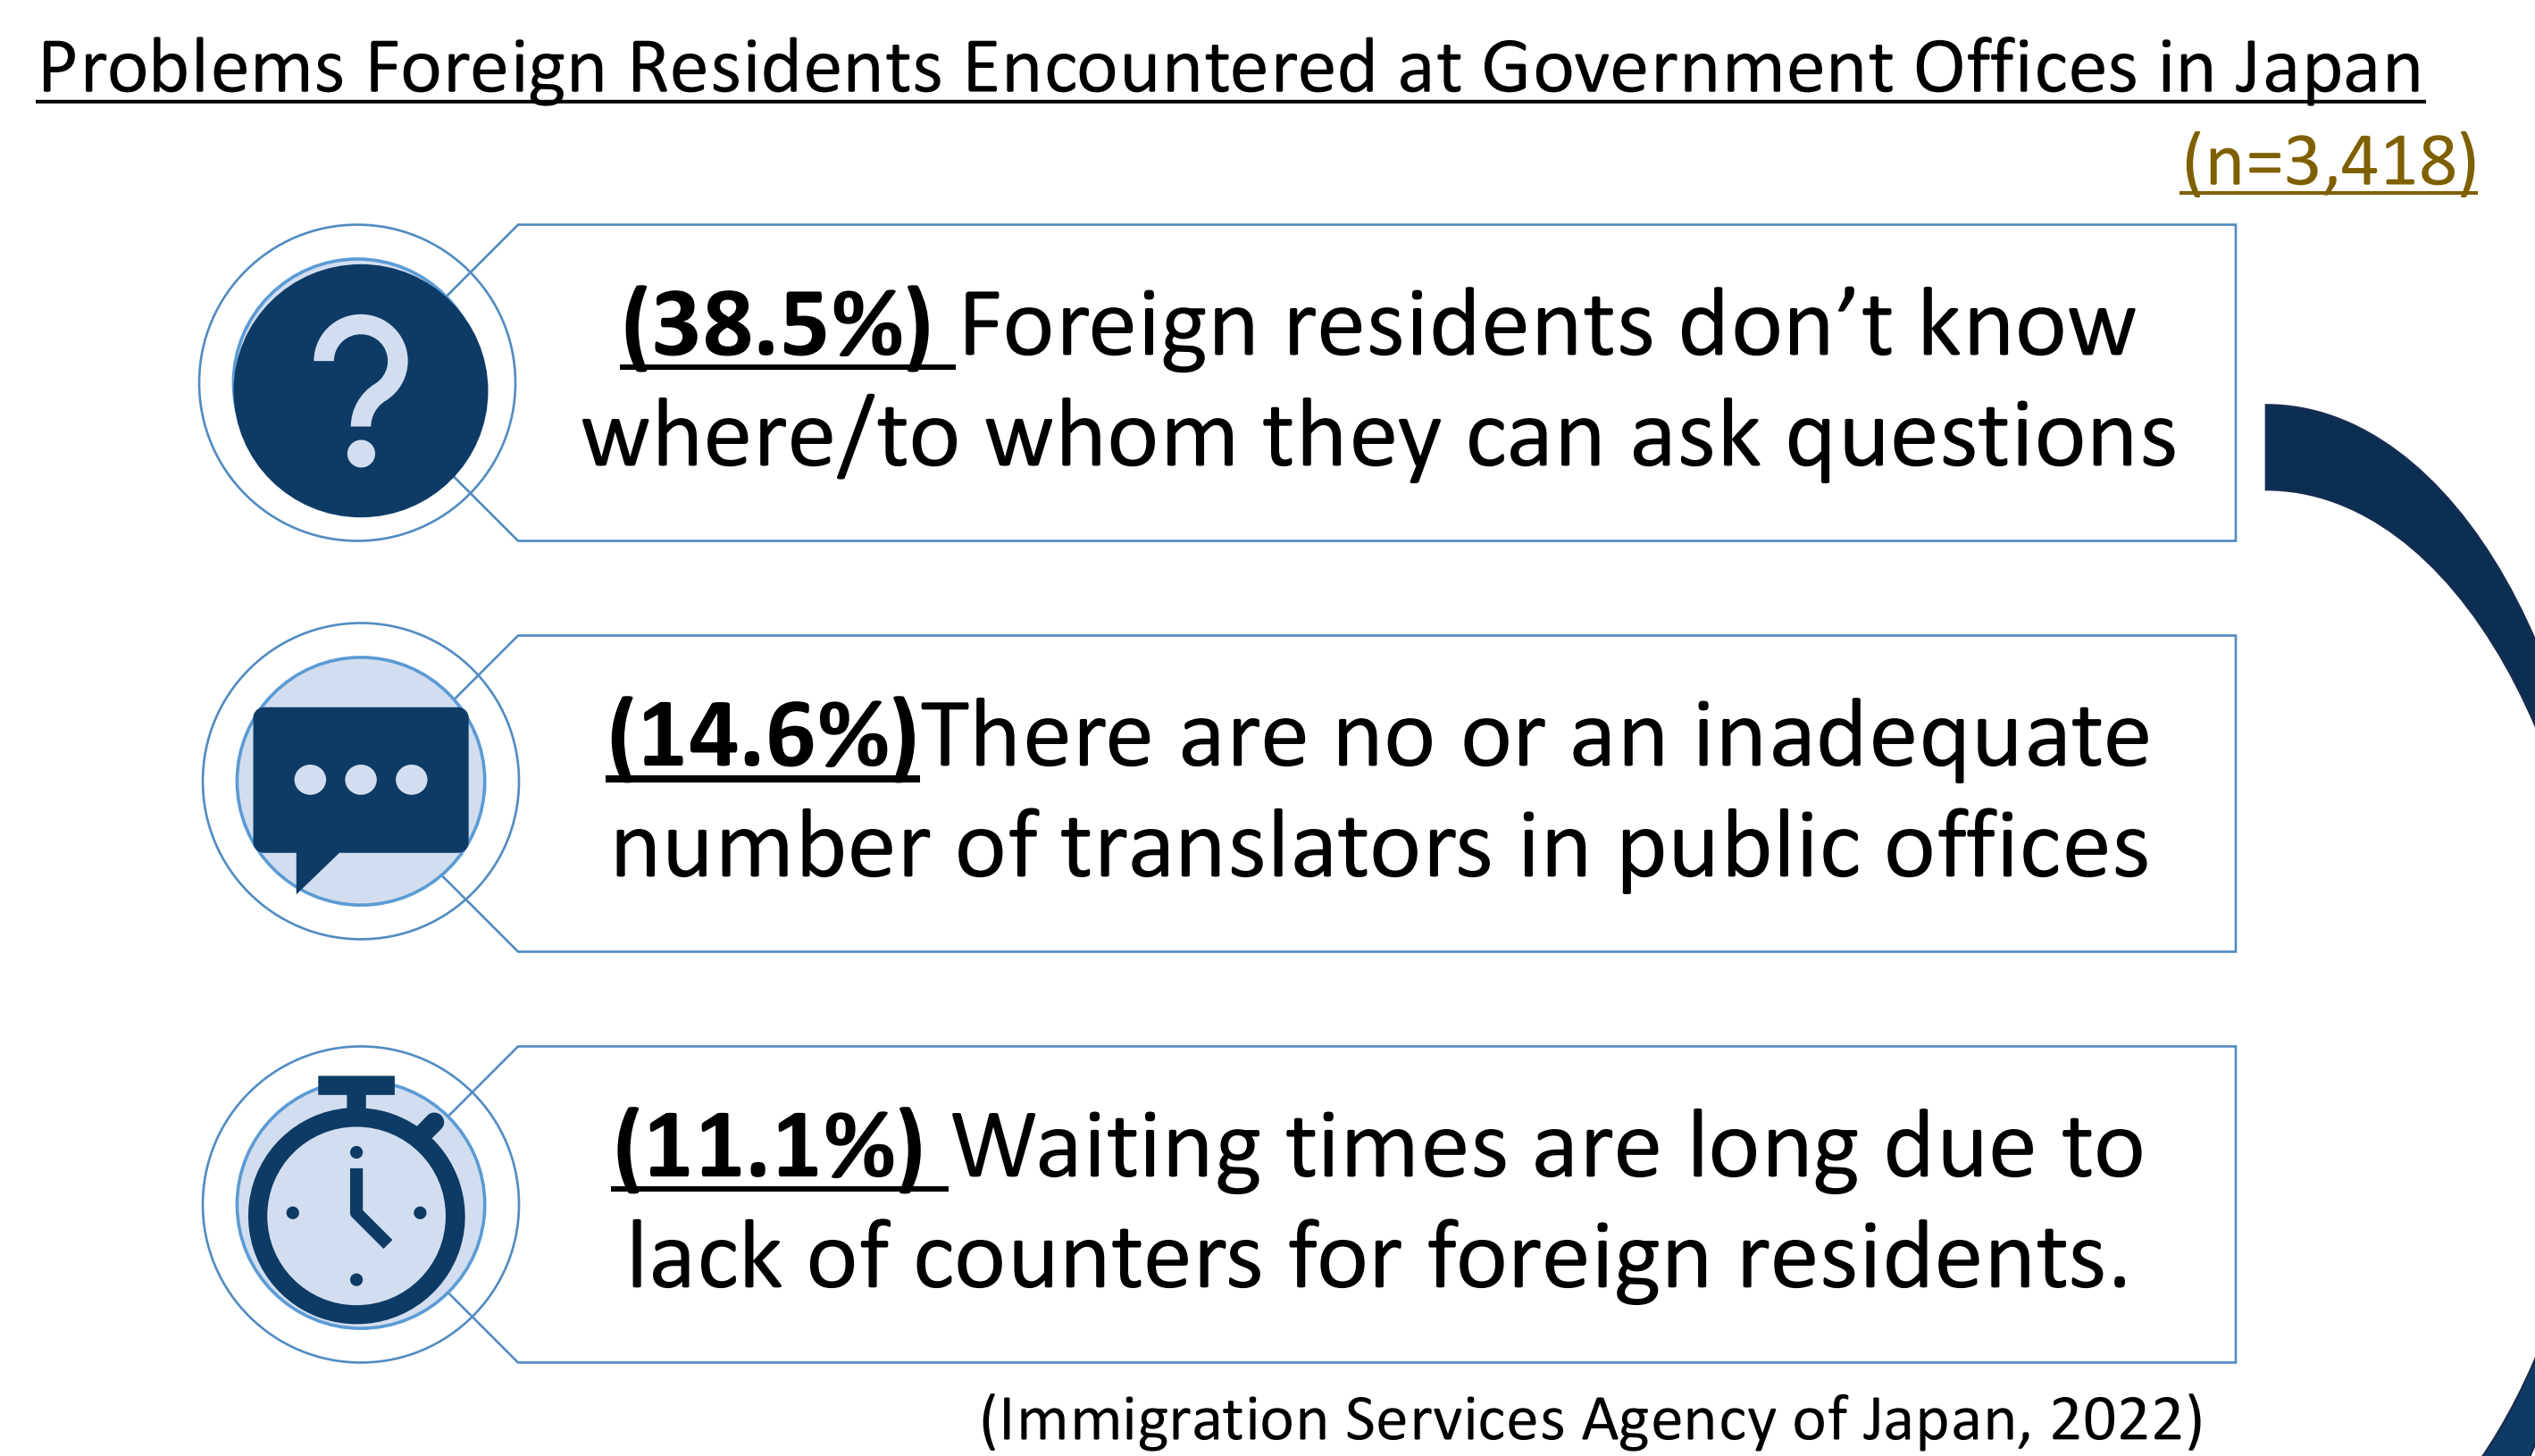 Problems Foreign Residents Encountered at Government Offices in Japan
(n=3,418)
(38.5%) Foreign residents don’t know
where/to whom they can ask questions
(14.6%)There are no or an inadequate
number of translators in public offices
(11.1%) Waiting times are long due to
lack of counters for foreign residents.
(Immigration Services Agency of Japan, 2022)